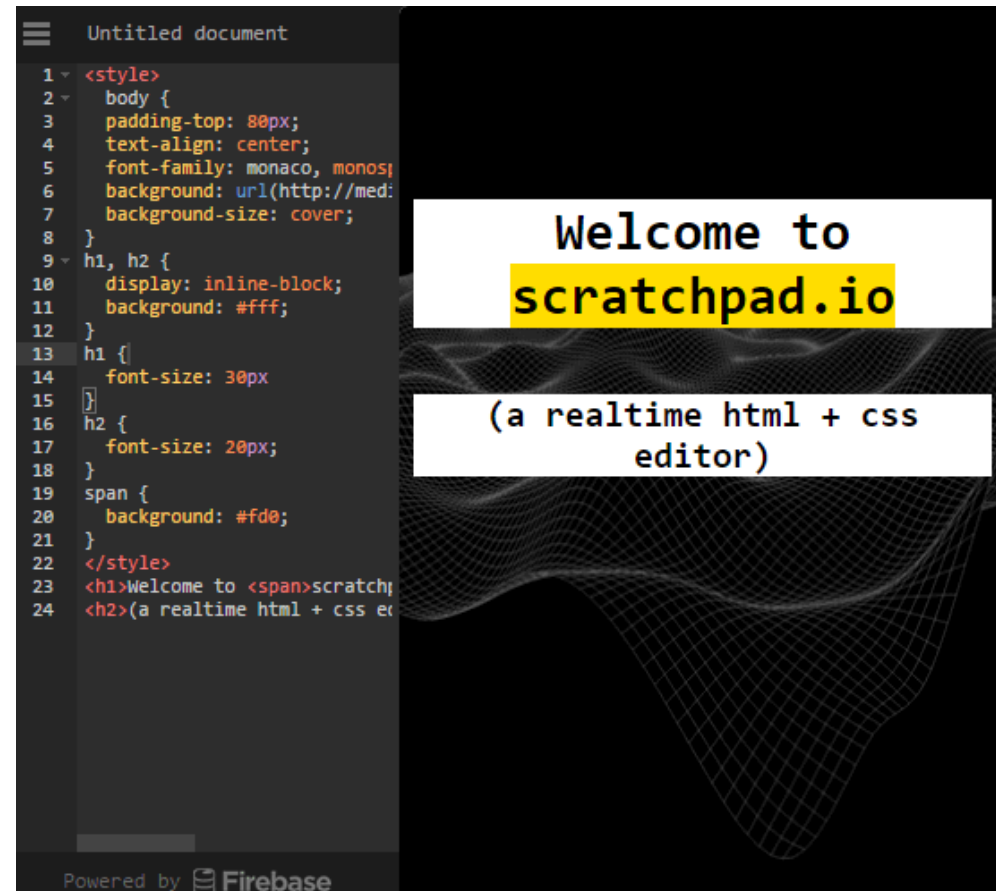 Untitled document
1 <style>
2 body {
3 padding-top: 80px;
4 text-align: center;
5 font-family: monaco, monosp
6 background: url(http://medi
7 background-size: cover;
8 }
9 h1, h2 {
10 display: inline-block;
11 background: #fff;
12 }
13 h1 {
14 font-size: 30px
15 }
16 h2 {
17 font-size: 20px;
18 }
19 span {
20 background: #fd0;
21 }
22 </style>
23 <h1>Welcome to <span>scratchp
24 <h2>(a realtime html + css ed
Powered by Firebase
Welcome to
scratchpad.io
(a realtime html + css
editor)